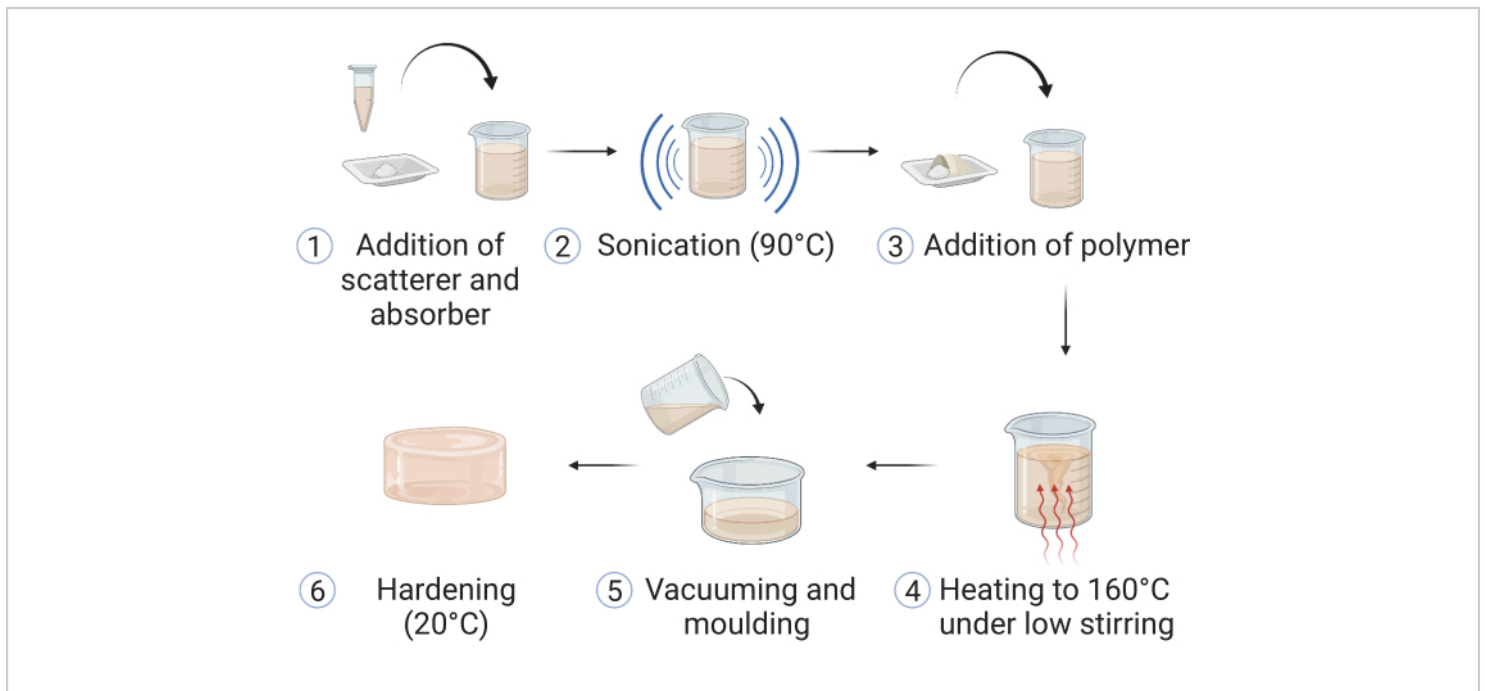 1 Addition of
scatterer and
absorber
2 Sonication (90°C)
3 Addition of polymer
4 Heating to 160°C
under low stirring
5 Vacuuming and
moulding
6 Hardening
(20°C)